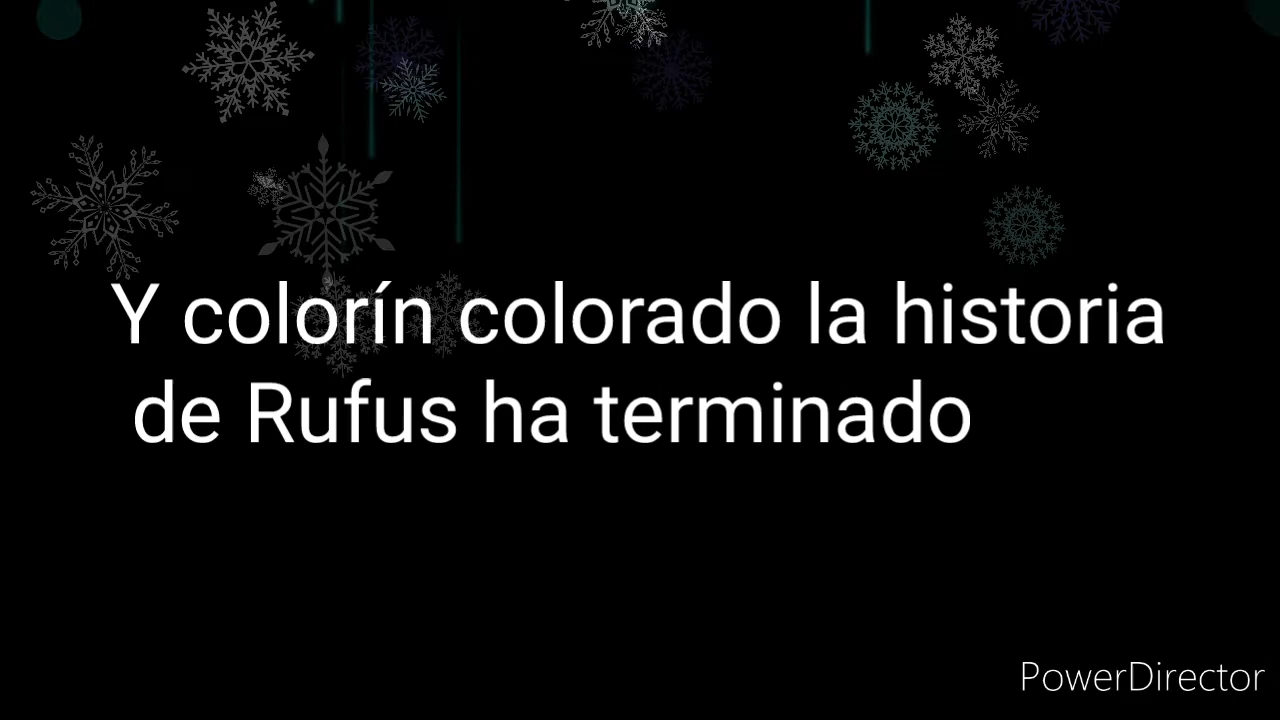 Y colorín colorado la historia
de Rufus ha terminado
PowerDirector